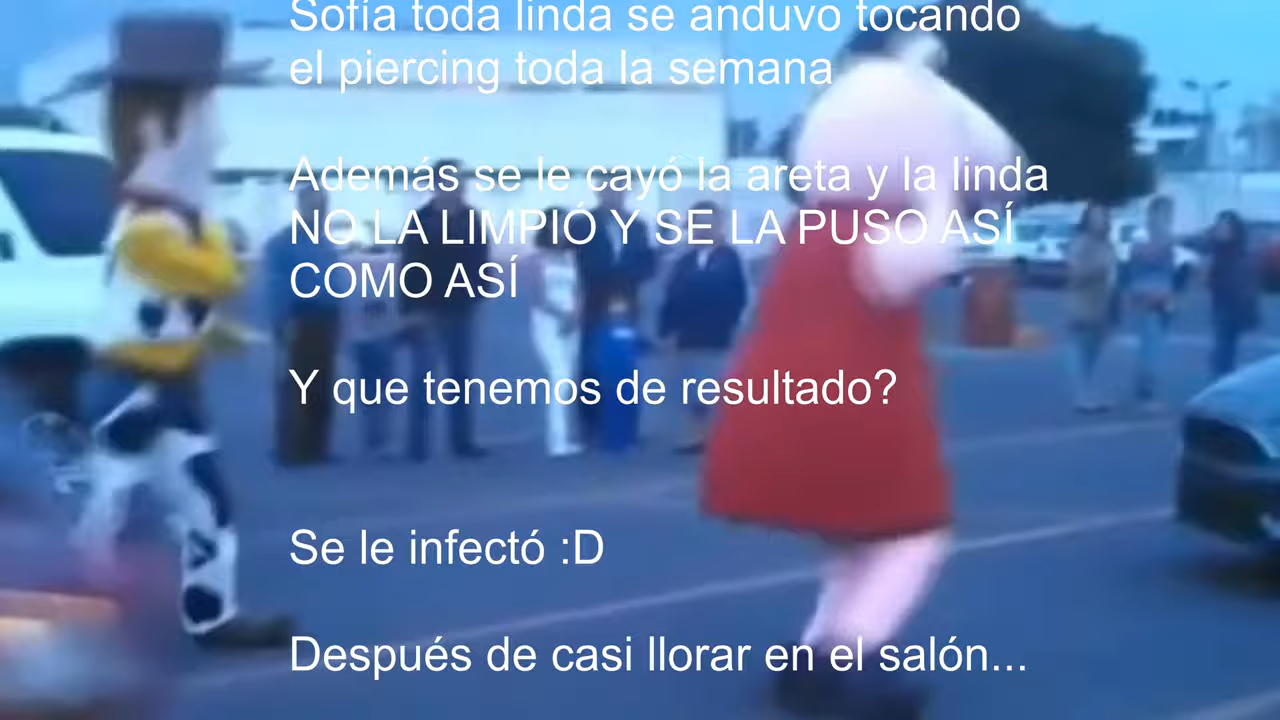 Sofía toda linda se anduvo tocando
el piercing toda la semana
Además se le cayó la areta y la linda
NO LA LIMPIÓ Y SE LA PUSO ASÍ
COMO ASÍ
Y que tenemos de resultado?
Se le infectó :D
Después de casi llorar en el salón...